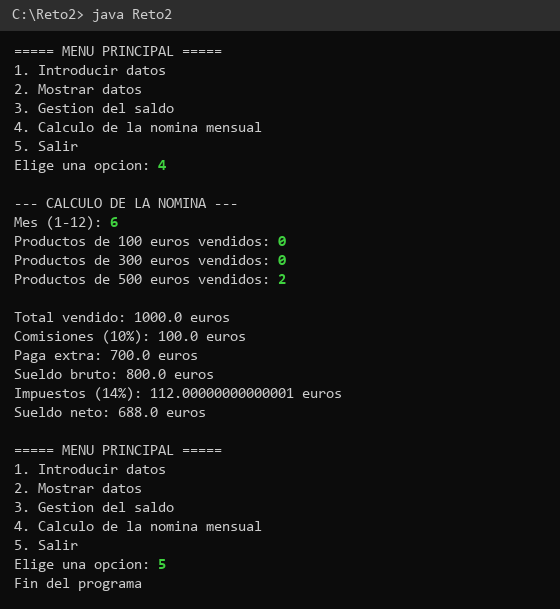 C:\Reto2> java Reto2
===== MENU PRINCIPAL =====
1. Introducir datos
2. Mostrar datos
3. Gestion del saldo
4. Calculo de la nomina mensual
5. Salir
Elige una opcion: 4
--- CALCULO DE LA NOMINA ---
Mes (1-12): 6
Productos de 100 euros vendidos: 0
Productos de 300 euros vendidos: 0
Productos de 500 euros vendidos: 2
Total vendido: 1000.0 euros
Comisiones (10%): 100.0 euros
Paga extra: 700.0 euros
Sueldo bruto: 800.0 euros
Impuestos (14%): 112.00000000000001 euros
Sueldo neto: 688.0 euros
===== MENU PRINCIPAL =====
1. Introducir datos
2. Mostrar datos
3. Gestion del saldo
4. Calculo de la nomina mensual
5. Salir
Elige una opcion: 5
Fin del programa